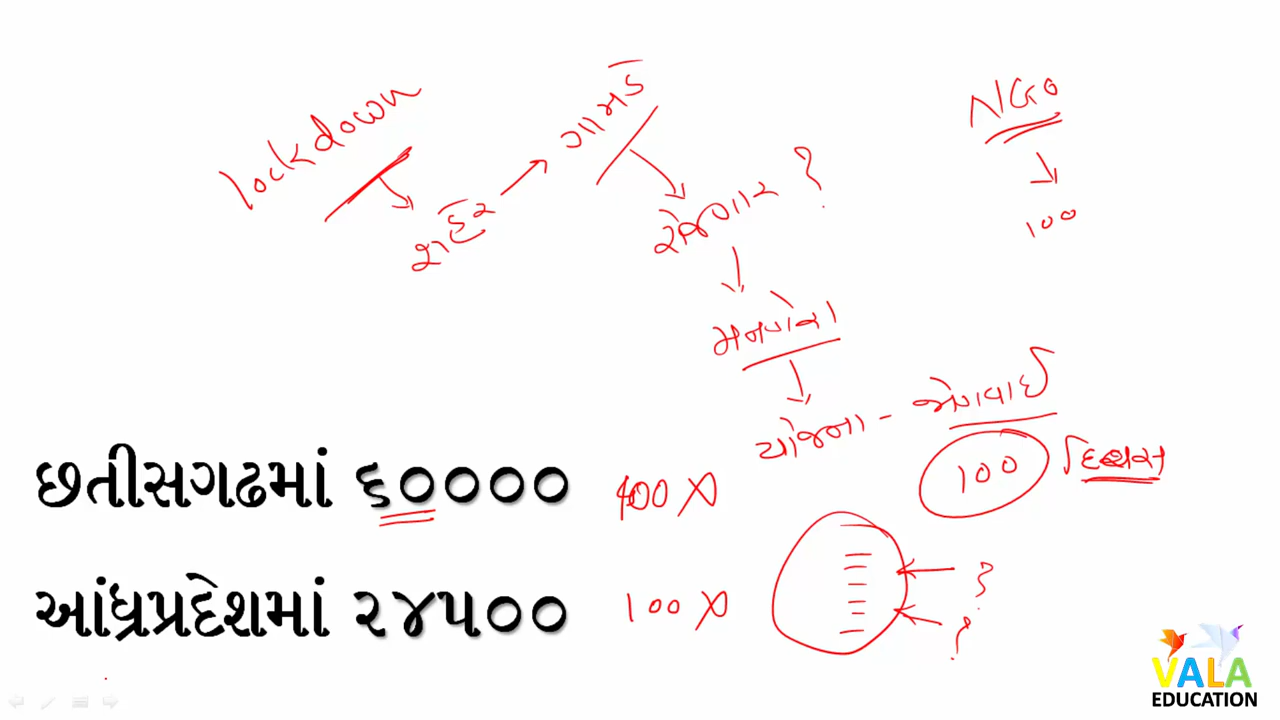 lockdown
શહેર
ગામડે
NGO
100
રોજગાર ?
મનરેગા
યોજના - જોગવાઈ
100 દિવસ
છતીસગઢમાં ૬૦૦૦૦
400 X
આંધ્રપ્રદેશમાં ૨૪૫૦૦
100 X
?
?
VALA
EDUCATION